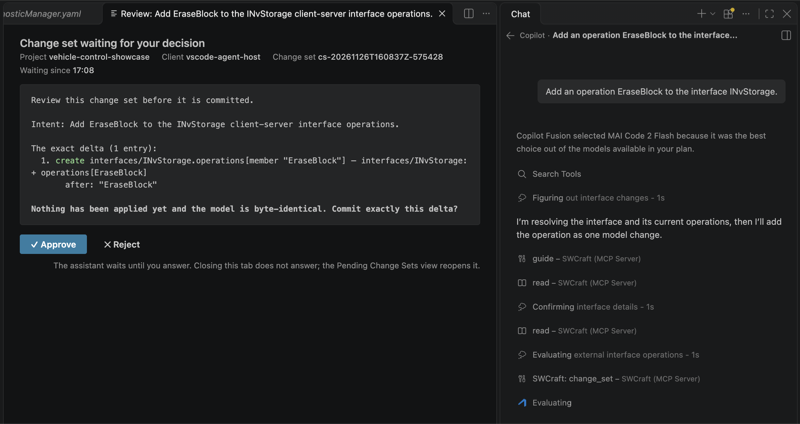 nosticManager.yaml
Review: Add EraseBlock to the INvStorage client-server interface operations.
Change set waiting for your decision
Project vehicle-control-showcase Client vscode-agent-host Change set cs-20261126T160837Z-575428
Waiting since 17:08
Review this change set before it is committed.
Intent: Add EraseBlock to the INvStorage client-server interface operations.
The exact delta (1 entry):
1. create interfaces/INvStorage.operations[member "EraseBlock"] — interfaces/INvStorage:
+ operations[EraseBlock]
after: "EraseBlock"
Nothing has been applied yet and the model is byte-identical. Commit exactly this delta?
Approve Reject
The assistant waits until you answer. Closing this tab does not answer; the Pending Change Sets view reopens it.
Chat
Copilot · Add an operation EraseBlock to the interface...
Add an operation EraseBlock to the interface INvStorage.
Copilot Fusion selected MAI Code 2 Flash because it was the best
choice out of the models available in your plan.
Search Tools
Figuring out interface changes - 1s
I'm resolving the interface and its current operations, then I'll add
the operation as one model change.
guide – SWCraft (MCP Server)
read – SWCraft (MCP Server)
Confirming interface details - 1s
read – SWCraft (MCP Server)
Evaluating external interface operations - 1s
SWCraft: change_set – SWCraft (MCP Server)
Evaluating